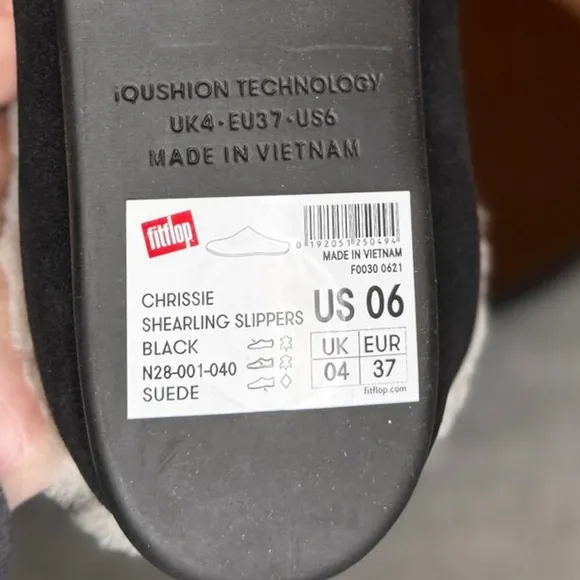 iQUSHION TECHNOLOGY
UK4·EU37·US6
MADE IN VIETNAM
fitflop
0 192051 250494
MADE IN VIETNAM
F0030 0621
CHRISSIE
SHEARLING SLIPPERS
BLACK
N28-001-040
SUEDE
US 06
UK EUR
04 37
fitflop.com